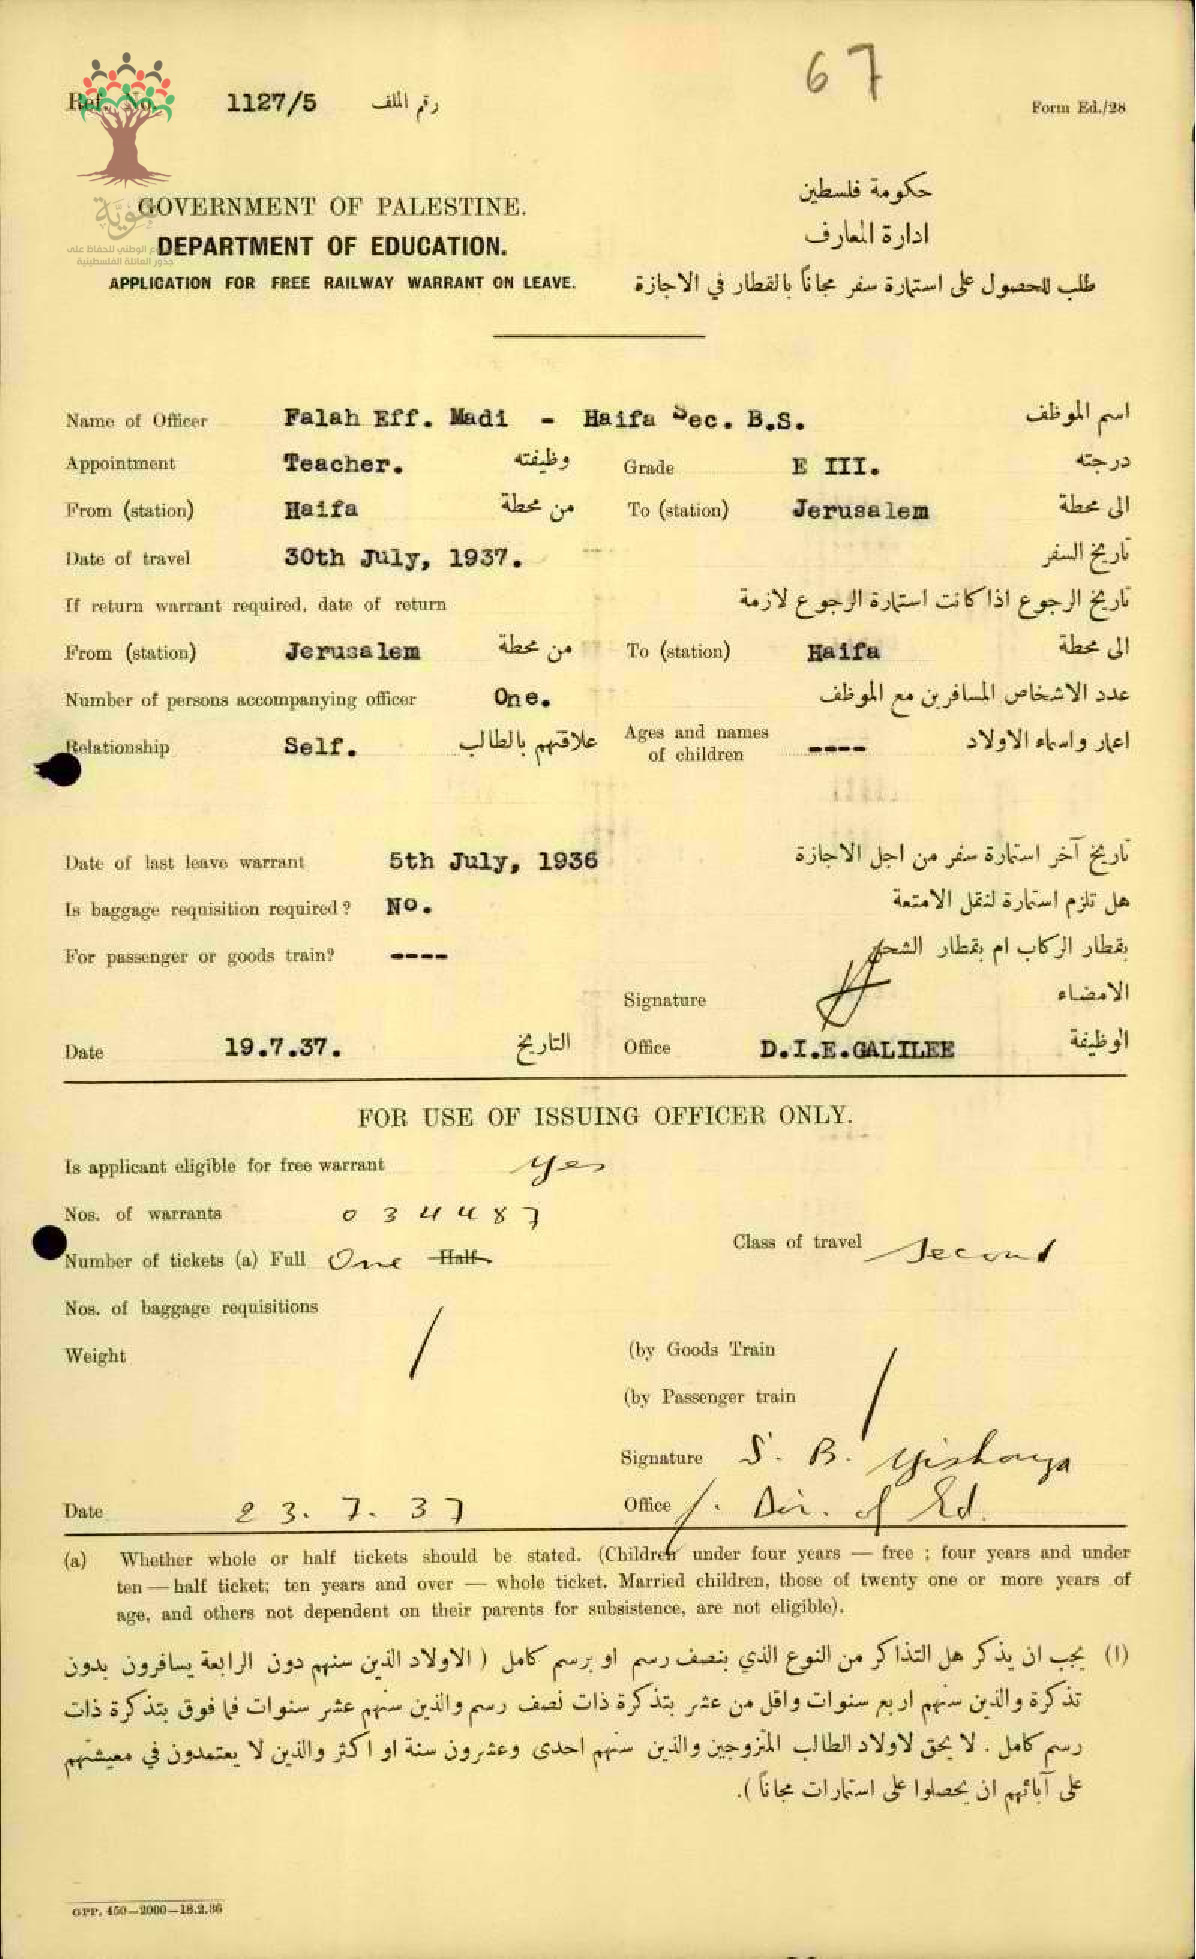 67
Ref. No. 1127/5 رقم الملف
Form Ed./28
هَوِيَّة
جذور العائلة الفلسطينية
GOVERNMENT OF PALESTINE.
حكومة فلسطين
DEPARTMENT OF EDUCATION.
ادارة المعارف
APPLICATION FOR FREE RAILWAY WARRANT ON LEAVE.
طلب للحصول على استمارة سفر مجاناً بالقطار في الاجازة
Name of Officer Falah Eff. Madi - Haifa Sec. B.S. اسم الموظف
Appointment Teacher. وظيفته Grade E III. درجته
From (station) Haifa من محطة To (station) Jerusalem الى محطة
Date of travel 30th July, 1937. تاريخ السفر
If return warrant required, date of return تاريخ الرجوع اذا كانت استمارة الرجوع لازمة
From (station) Jerusalem من محطة To (station) Haifa الى محطة
Number of persons accompanying officer One. عدد الاشخاص المسافرين مع الموظف
Relationship Self. علاقتهم بالطالب Ages and names of children ---- اعمار واسماء الاولاد
Date of last leave warrant 5th July, 1936 تاريخ آخر استمارة سفر من اجل الاجازة
Is baggage requisition required? No. هل تلزم استمارة لنقل الامتعة
For passenger or goods train? ---- بقطار الركاب ام بقطار الشحن
Signature الامضاء
Date 19.7.37. التاريخ Office D.I.E.GALILEE الوظيفة
FOR USE OF ISSUING OFFICER ONLY.
Is applicant eligible for free warrant yes
Nos. of warrants 034487
Class of travel second
Number of tickets (a) Full One Half
Nos. of baggage requisitions
Weight
(by Goods Train
(by Passenger train
Signature S. B. Yishaya
Date 23.7.37 Office f. Dir. of Ed.
(a) Whether whole or half tickets should be stated. (Children under four years — free ; four years and under
ten — half ticket; ten years and over — whole ticket. Married children, those of twenty one or more years of
age, and others not dependent on their parents for subsistence, are not eligible).
(ا) يجب ان يذكر هل التذاكر من النوع الذي بنصف رسم او برسم كامل ( الاولاد الذين سنهم دون الرابعة يسافرون بدون
تذكرة والذين سنهم اربع سنوات واقل من عشر بتذكرة ذات نصف رسم والذين سنهم عشر سنوات فما فوق بتذكرة ذات
رسم كامل . لا يحق لاولاد الطالب المتزوجين والذين سنهم احدى وعشرون سنة او اكثر والذين لا يعتمدون في معيشتهم
على آبائهم ان يحصلوا على استمارات مجاناً ).
GPP. 450—2000—18.2.36